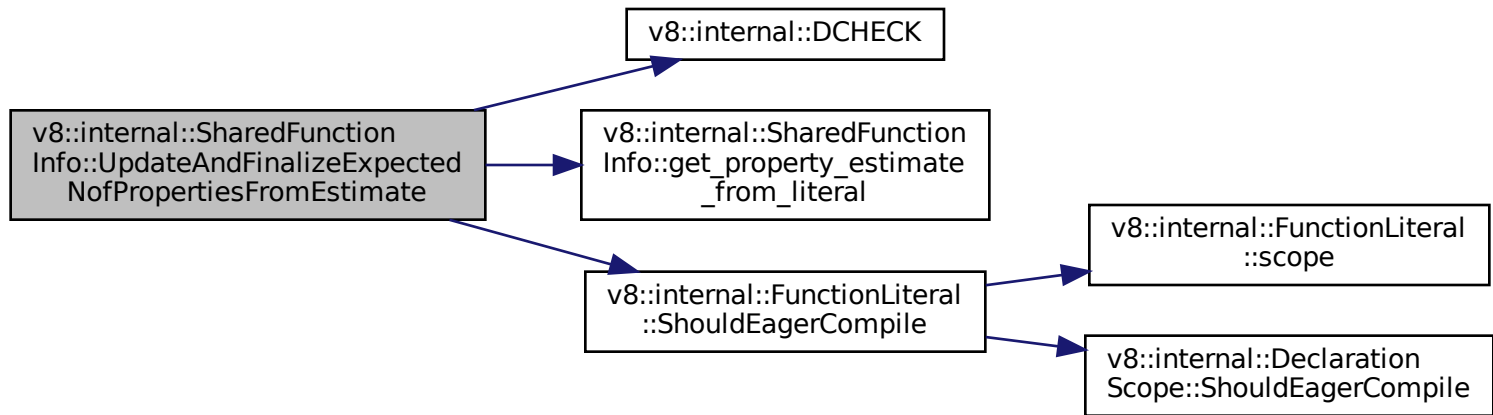 v8::internal::DCHECK
v8::internal::SharedFunction
Info::UpdateAndFinalizeExpected
NofPropertiesFromEstimate
v8::internal::SharedFunction
Info::get_property_estimate
_from_literal
v8::internal::FunctionLiteral
::ShouldEagerCompile
v8::internal::FunctionLiteral
::scope
v8::internal::Declaration
Scope::ShouldEagerCompile